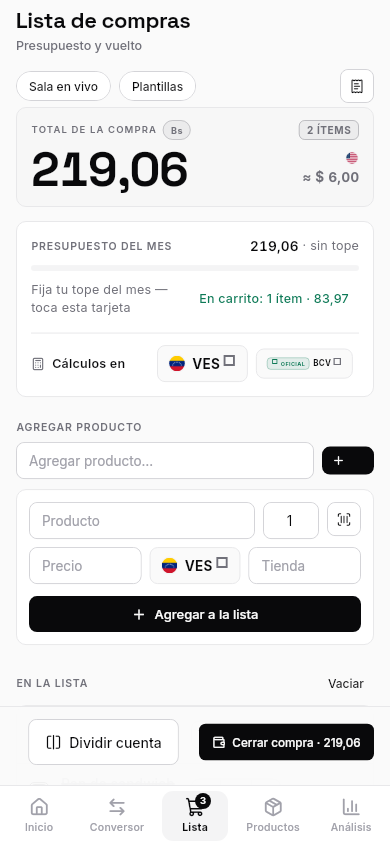 Lista de compras
Presupuesto y vuelto
Sala en vivo
Plantillas
TOTAL DE LA COMPRA Bs
2 ÍTEMS
219,06
≈ $ 6,00
PRESUPUESTO DEL MES
219,06 · sin tope
Fija tu tope del mes —
toca esta tarjeta
En carrito: 1 ítem · 83,97
Cálculos en
VES
OFICIAL BCV
AGREGAR PRODUCTO
Agregar producto...
+
Producto
1
Precio
VES
Tienda
+ Agregar a la lista
EN LA LISTA
Vaciar
Dividir cuenta
Cerrar compra · 219,06
3
Inicio
Conversor
Lista
Productos
Análisis